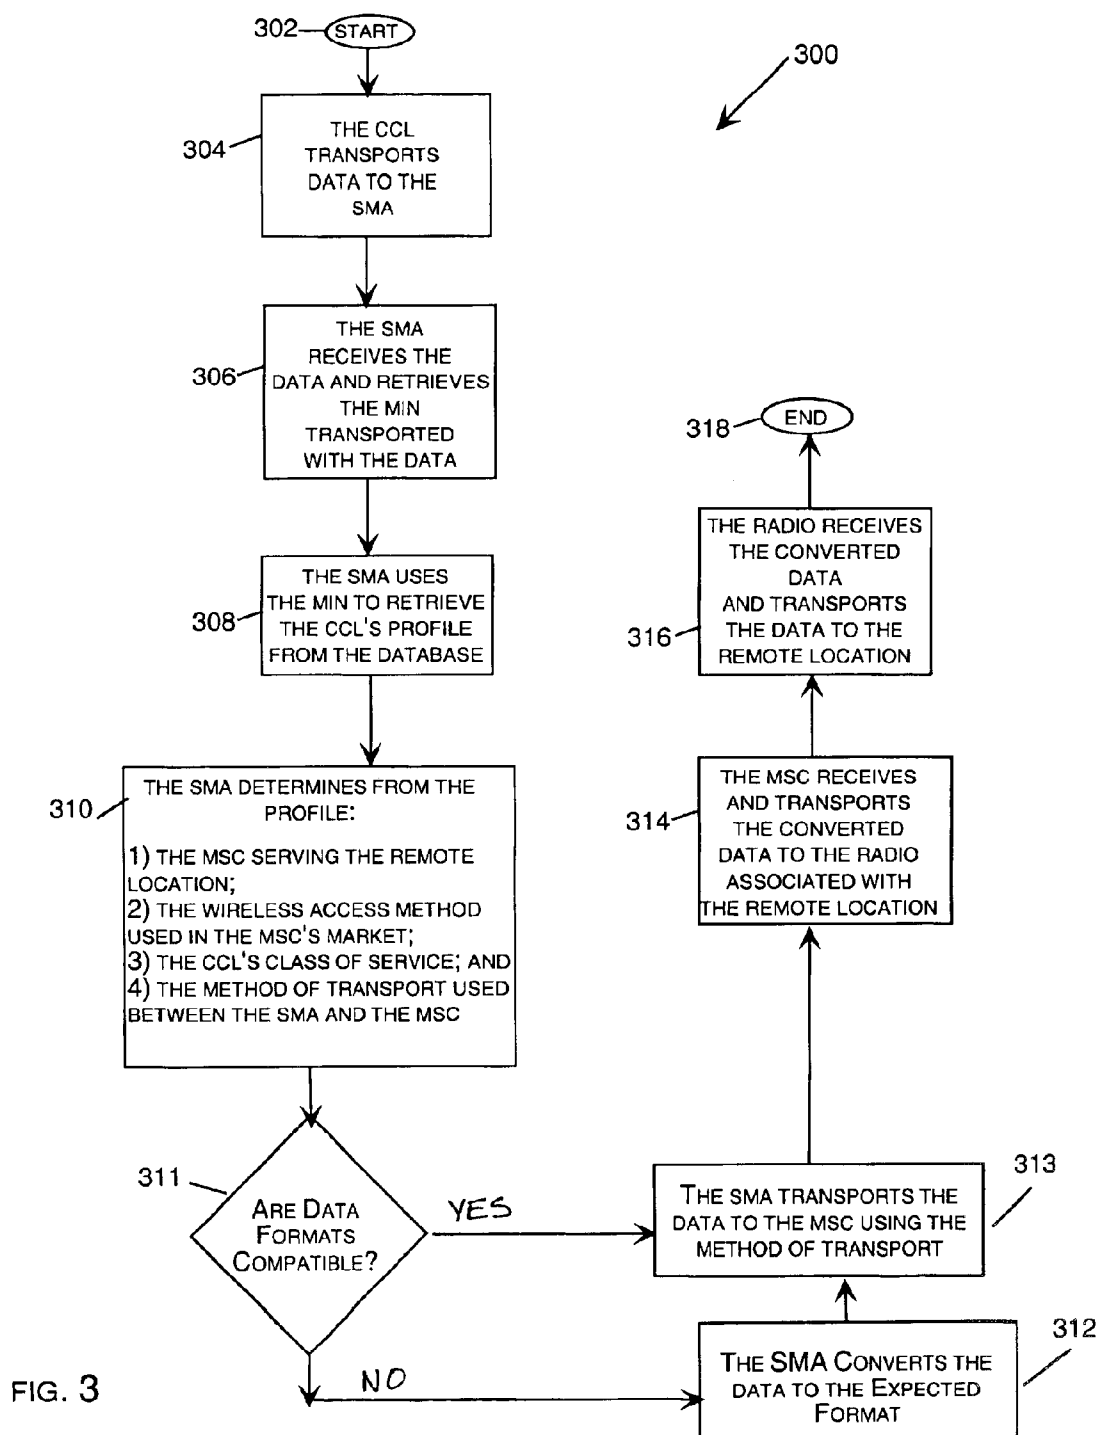 302
START
300
304
THE CCL
TRANSPORTS
DATA TO THE
SMA
306
THE SMA
RECEIVES THE
DATA AND RETRIEVES
THE MIN
TRANSPORTED
WITH THE DATA
308
THE SMA USES
THE MIN TO RETRIEVE
THE CCL'S PROFILE
FROM THE DATABASE
310
THE SMA DETERMINES FROM THE
PROFILE:
1) THE MSC SERVING THE REMOTE
LOCATION;
2) THE WIRELESS ACCESS METHOD
USED IN THE MSC'S MARKET;
3) THE CCL'S CLASS OF SERVICE; AND
4) THE METHOD OF TRANSPORT USED
BETWEEN THE SMA AND THE MSC
311
ARE DATA
FORMATS
COMPATIBLE?
YES
NO
312
THE SMA CONVERTS THE
DATA TO THE EXPECTED
FORMAT
313
THE SMA TRANSPORTS THE
DATA TO THE MSC USING THE
METHOD OF TRANSPORT
314
THE MSC RECEIVES
AND TRANSPORTS
THE CONVERTED
DATA TO THE RADIO
ASSOCIATED WITH
THE REMOTE LOCATION
316
THE RADIO RECEIVES
THE CONVERTED
DATA
AND TRANSPORTS
THE DATA TO THE
REMOTE LOCATION
318
END
FIG. 3